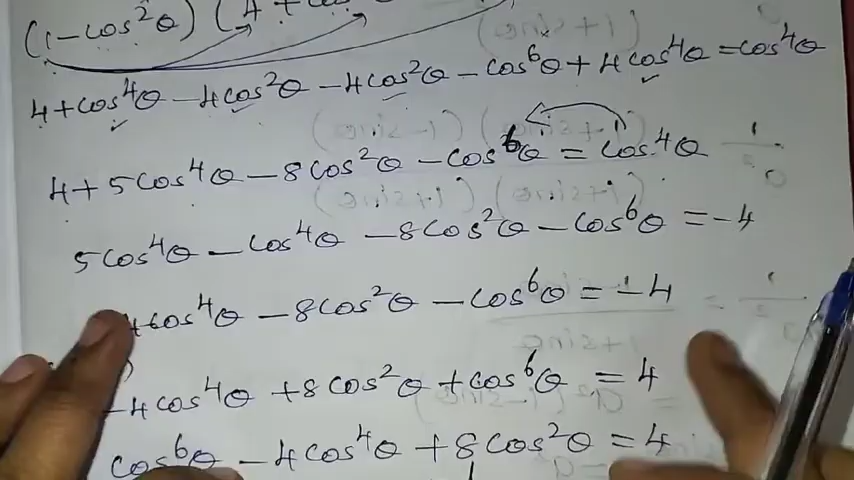 (1-cos²θ)(4+
4+cos⁴θ-4cos²θ-4cos²θ-cos⁶θ+4cos⁴θ=cos⁴θ
4+5cos⁴θ-8cos²θ-cos⁶θ=cos⁴θ
5cos⁴θ-cos⁴θ-8cos²θ-cos⁶θ=-4
4cos⁴θ-8cos²θ-cos⁶θ=-4
-4cos⁴θ+8cos²θ+cos⁶θ=4
cos⁶θ-4cos⁴θ+8cos²θ=4